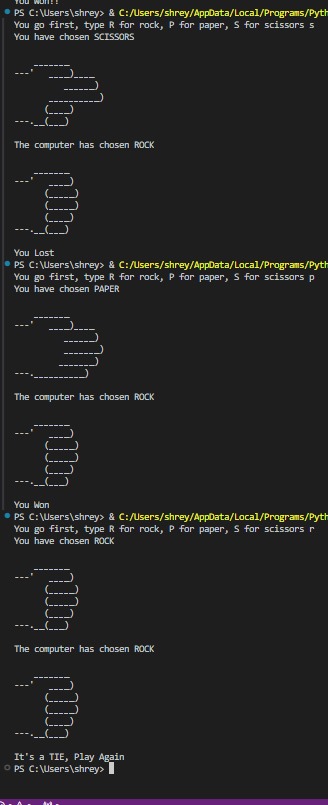 You Won!!
PS C:\Users\shrey> & C:/Users/shrey/AppData/Local/Programs/Pyth
You go first, type R for rock, P for paper, S for scissors s
You have chosen SCISSORS
    _______
---'   ____)____
          ______)
       __________)
      (____)
---.__(___)
The computer has chosen ROCK
    _______
---'   ____)
      (_____)
      (_____)
      (____)
---.__(___)
You Lost
PS C:\Users\shrey> & C:/Users/shrey/AppData/Local/Programs/Pyth
You go first, type R for rock, P for paper, S for scissors p
You have chosen PAPER
    _______
---'   ____)____
          ______)
          _______)
         _______)
---.__________)
The computer has chosen ROCK
    _______
---'   ____)
      (_____)
      (_____)
      (____)
---.__(___)
You Won
PS C:\Users\shrey> & C:/Users/shrey/AppData/Local/Programs/Pyth
You go first, type R for rock, P for paper, S for scissors r
You have chosen ROCK
    _______
---'   ____)
      (_____)
      (_____)
      (____)
---.__(___)
The computer has chosen ROCK
    _______
---'   ____)
      (_____)
      (_____)
      (____)
---.__(___)
It's a TIE, Play Again
PS C:\Users\shrey>